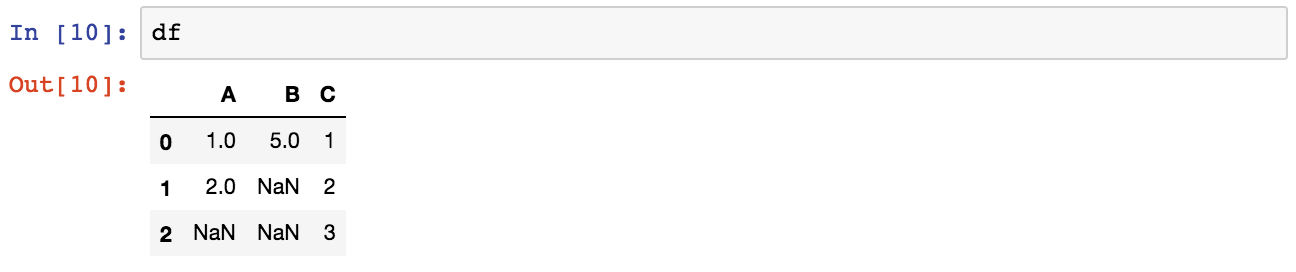 In [10]: df
Out[10]:
A B C
0 1.0 5.0 1
1 2.0 NaN 2
2 NaN NaN 3